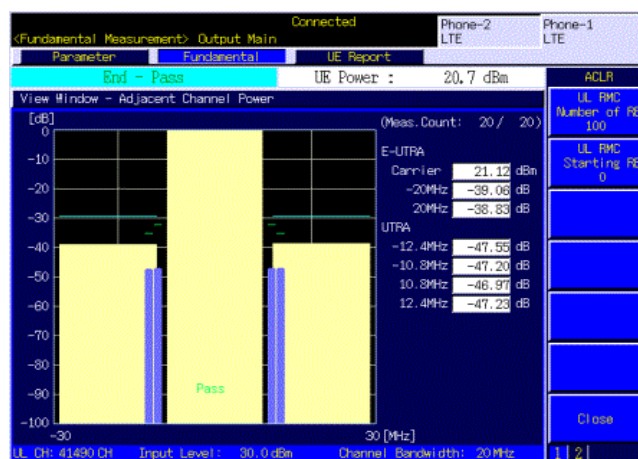 Connected
Phone-2 LTE
Phone-1 LTE
<Fundamental Measurement> Output Main
Parameter
Fundamental
UE Report
End - Pass
UE Power : 20.7 dBm
ACLR
View Window - Adjacent Channel Power
UL RMC
Number of RB
100
UL RMC
Starting RB
0
[dB]
(Meas.Count: 20 / 20)
0
-10
-20
-30
-40
-50
-60
-70
-80
-90
-100
E-UTRA
Carrier 21.12 dBm
-20MHz -39.06 dB
20MHz -38.83 dB
UTRA
-12.4MHz -47.55 dB
-10.8MHz -47.20 dB
10.8MHz -46.97 dB
12.4MHz -47.23 dB
Pass
-30
30 [MHz]
Close
UL CH: 41490 CH Input Level: 30.0 dBm Channel Bandwidth: 20 MHz
1 2